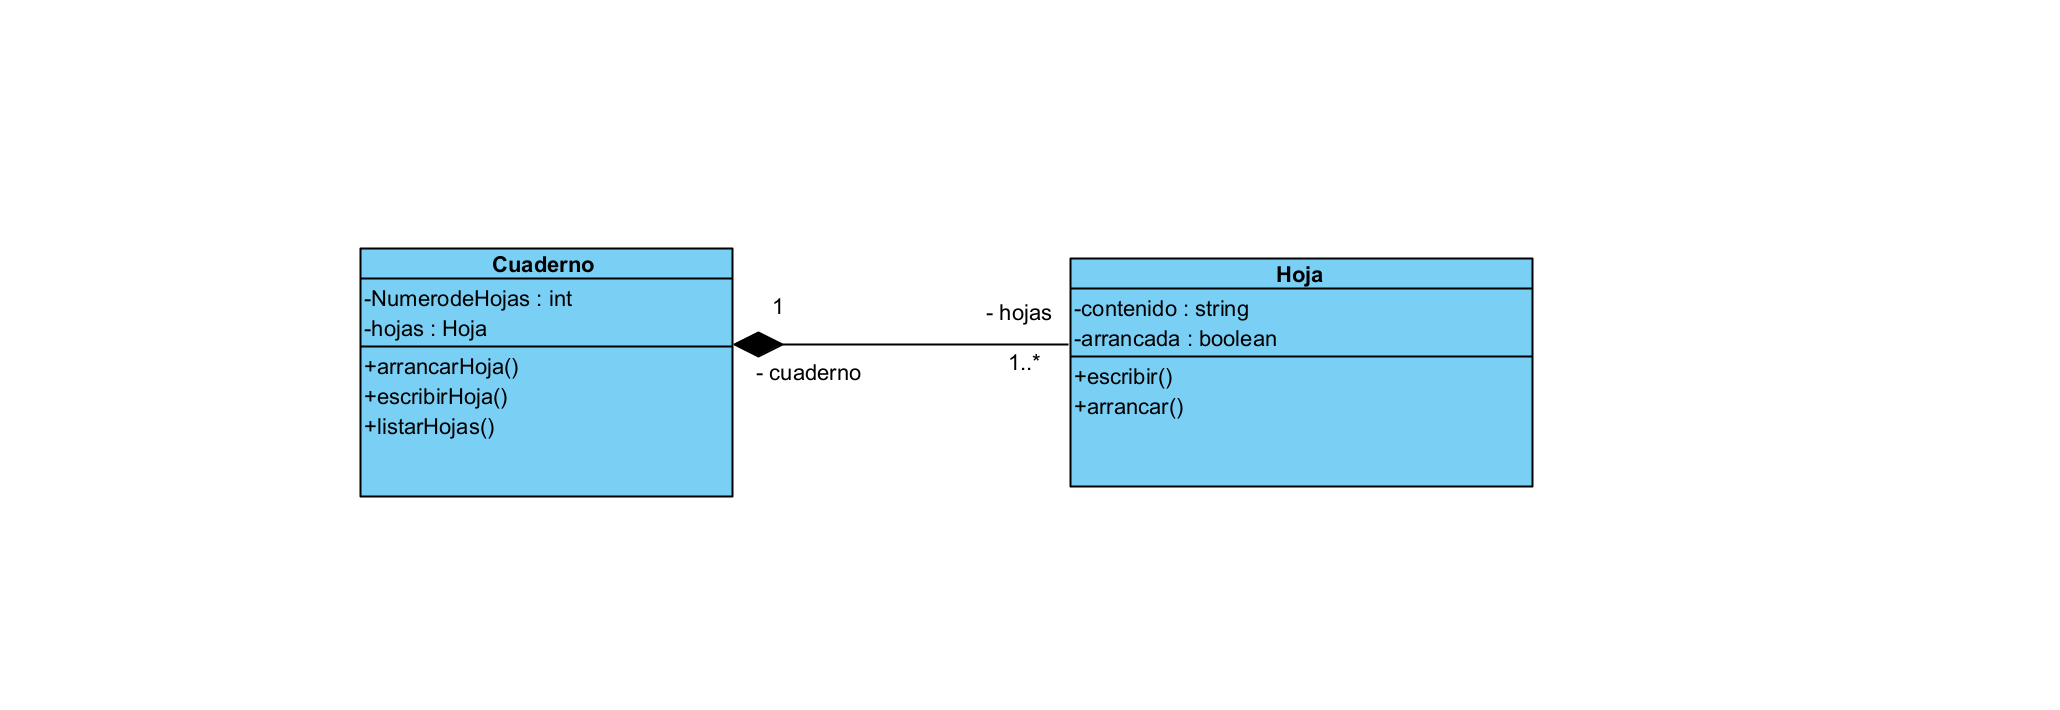 Cuaderno
-NumerodeHojas : int
-hojas : Hoja
+arrancarHoja()
+escribirHoja()
+listarHojas()
1
- cuaderno
- hojas
1..*
Hoja
-contenido : string
-arrancada : boolean
+escribir()
+arrancar()